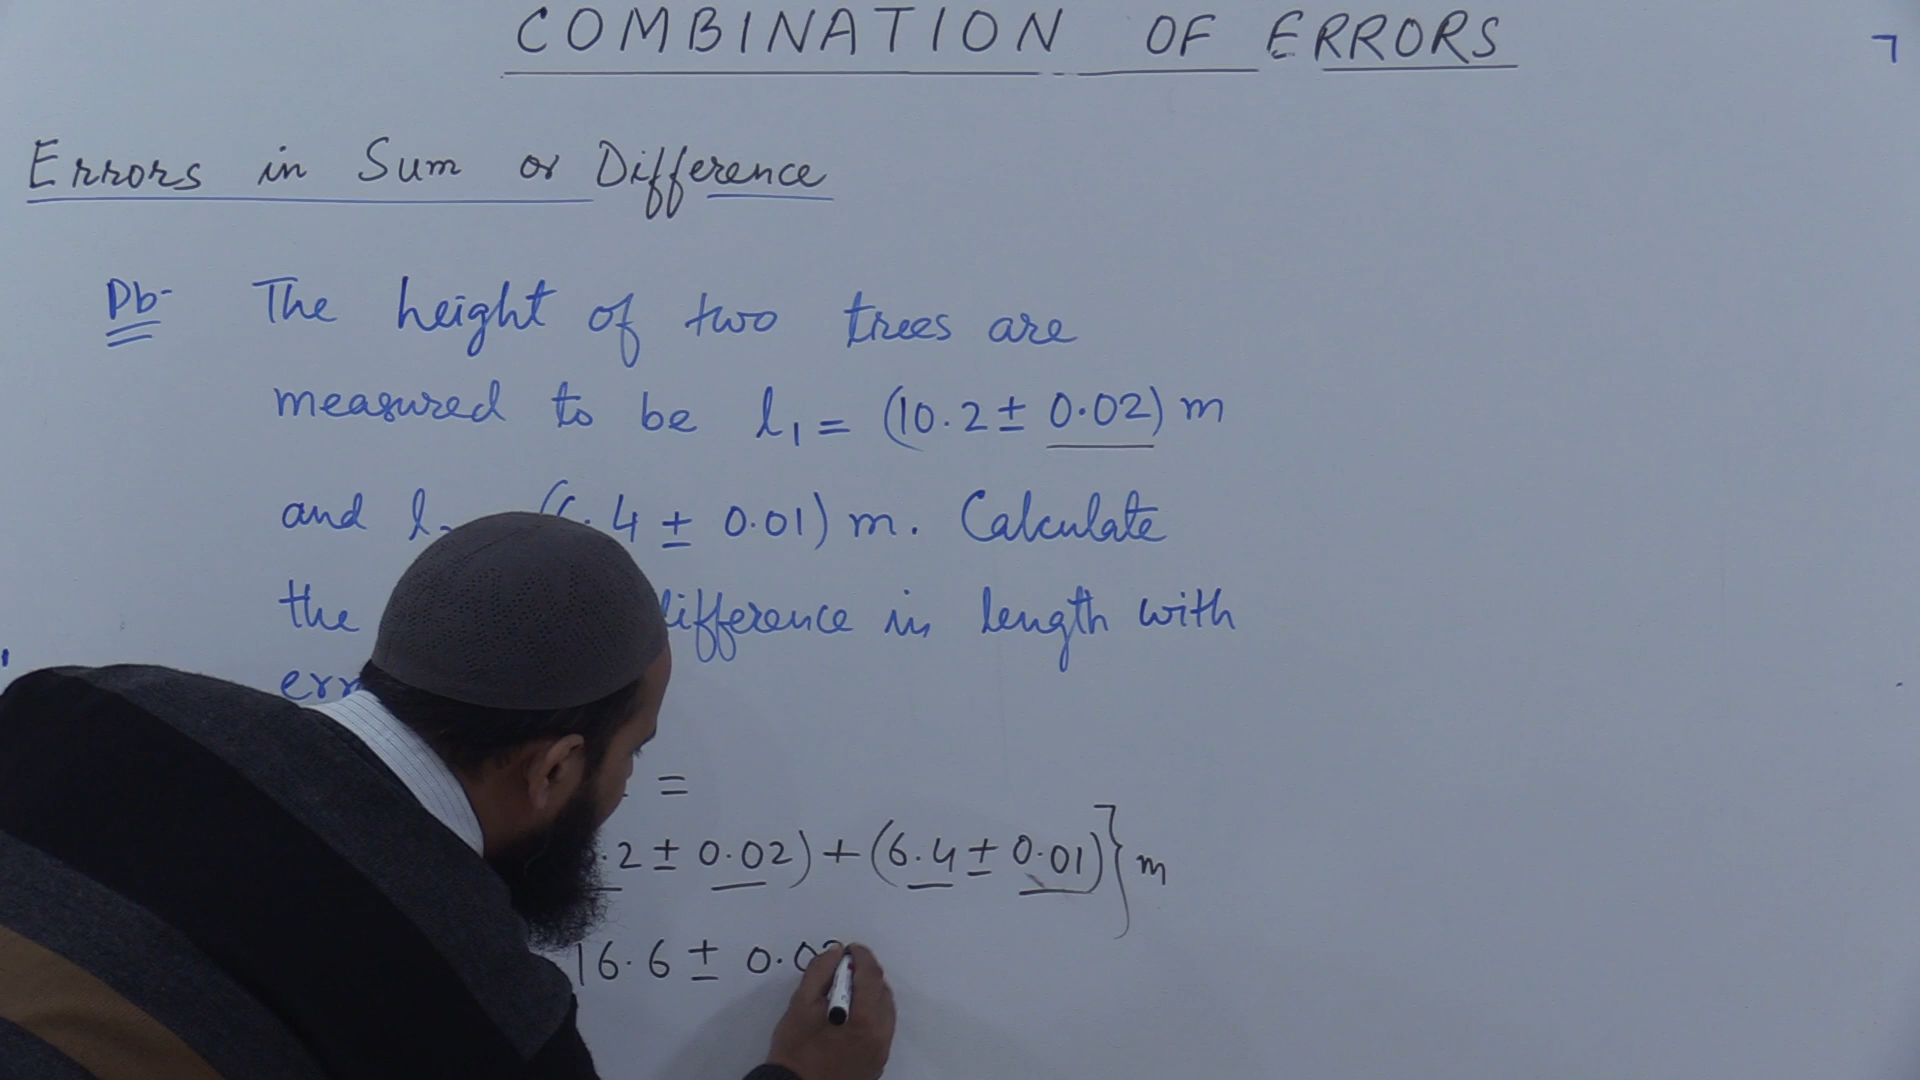 COMBINATION OF ERRORS
7
Errors in Sum or Difference
Pb- The height of two trees are
measured to be l₁ = (10.2 ± 0.02) m
and .4 ± 0.01) m. Calculate
the difference in length with
=
.2 ± 0.02) + (6.4 ± 0.01)} m
16.6 ± 0.0